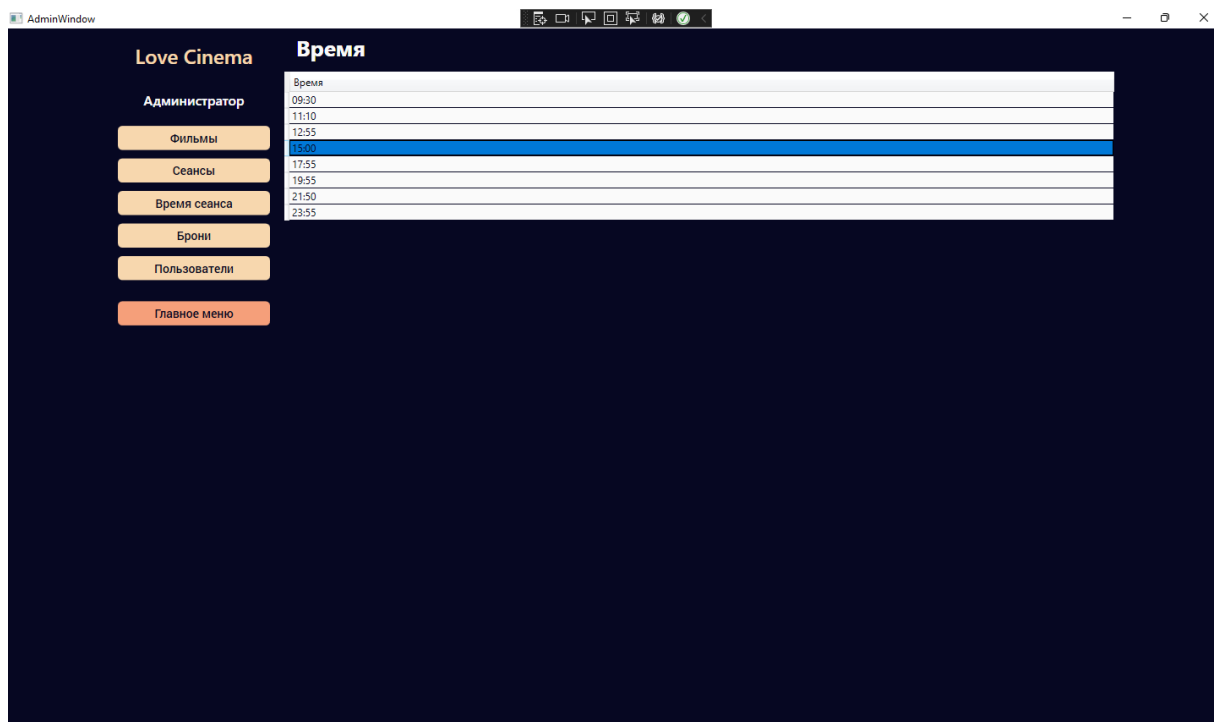 AdminWindow
Love Cinema
Администратор
Фильмы
Сеансы
Время сеанса
Брони
Пользователи
Главное меню
Время
Время
09:30
11:10
12:55
15:00
17:55
19:55
21:50
23:55